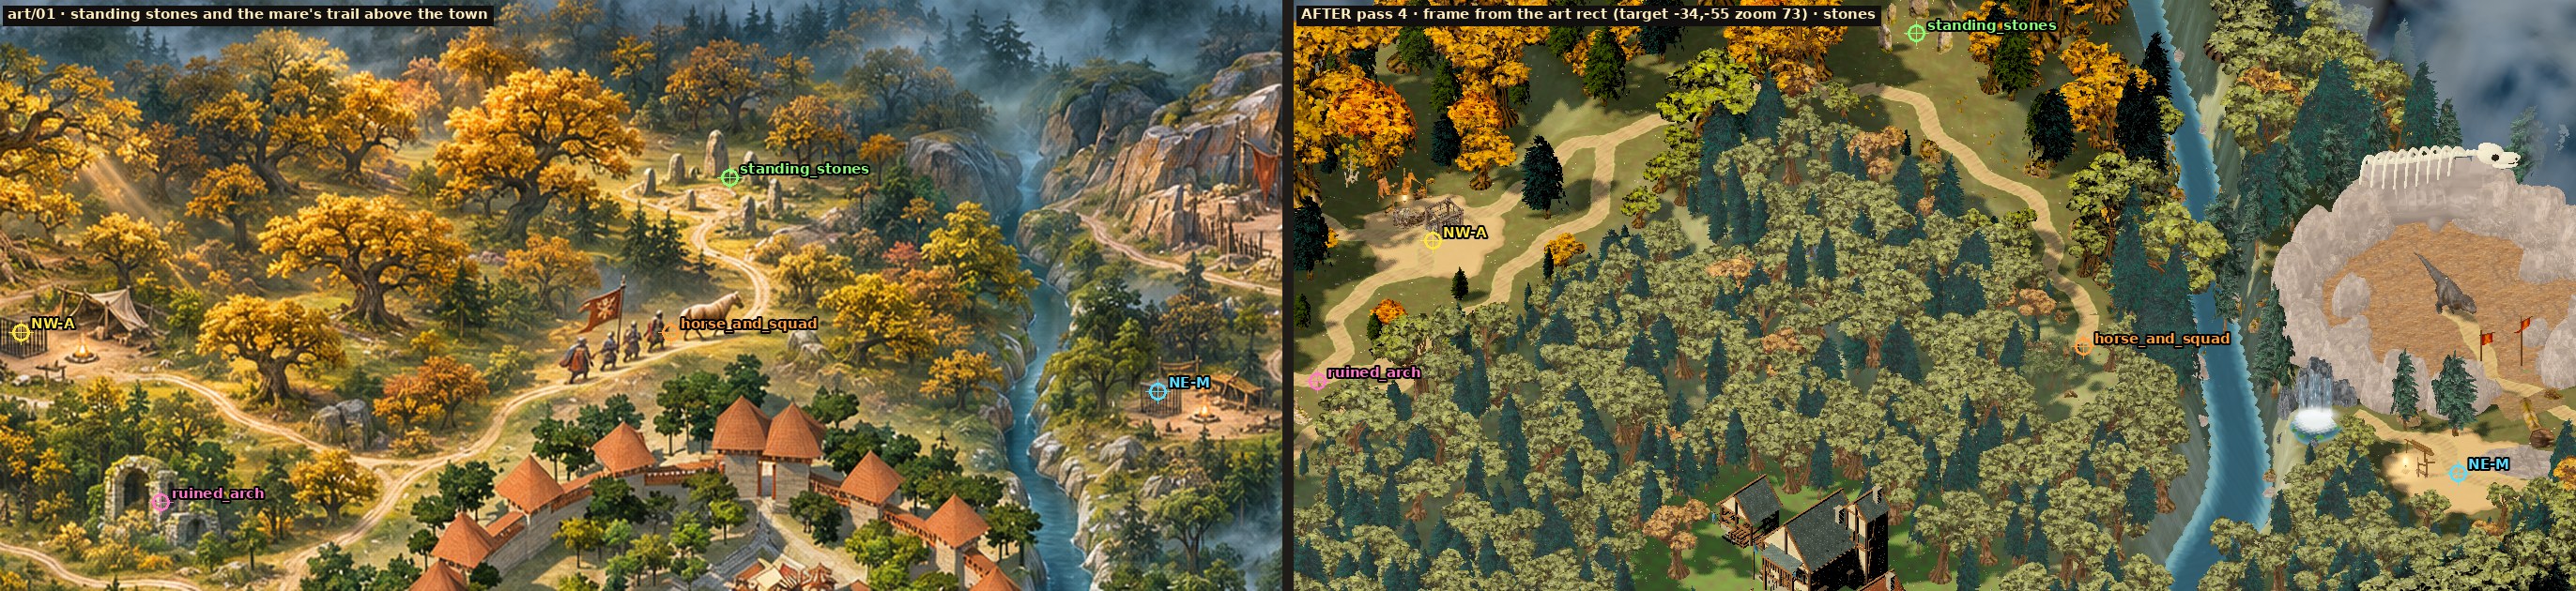 art/01 · standing stones and the mare's trail above the town
standing_stones
NW-A
horse_and_squad
NE-M
ruined_arch
AFTER pass 4 · frame from the art rect (target -34,-55 zoom 73) · stones
standing_stones
NW-A
horse_and_squad
ruined_arch
NE-M